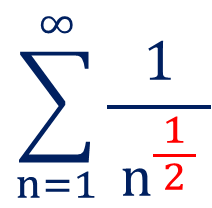 ∞
∑ 1
n=1 n^{1/2}